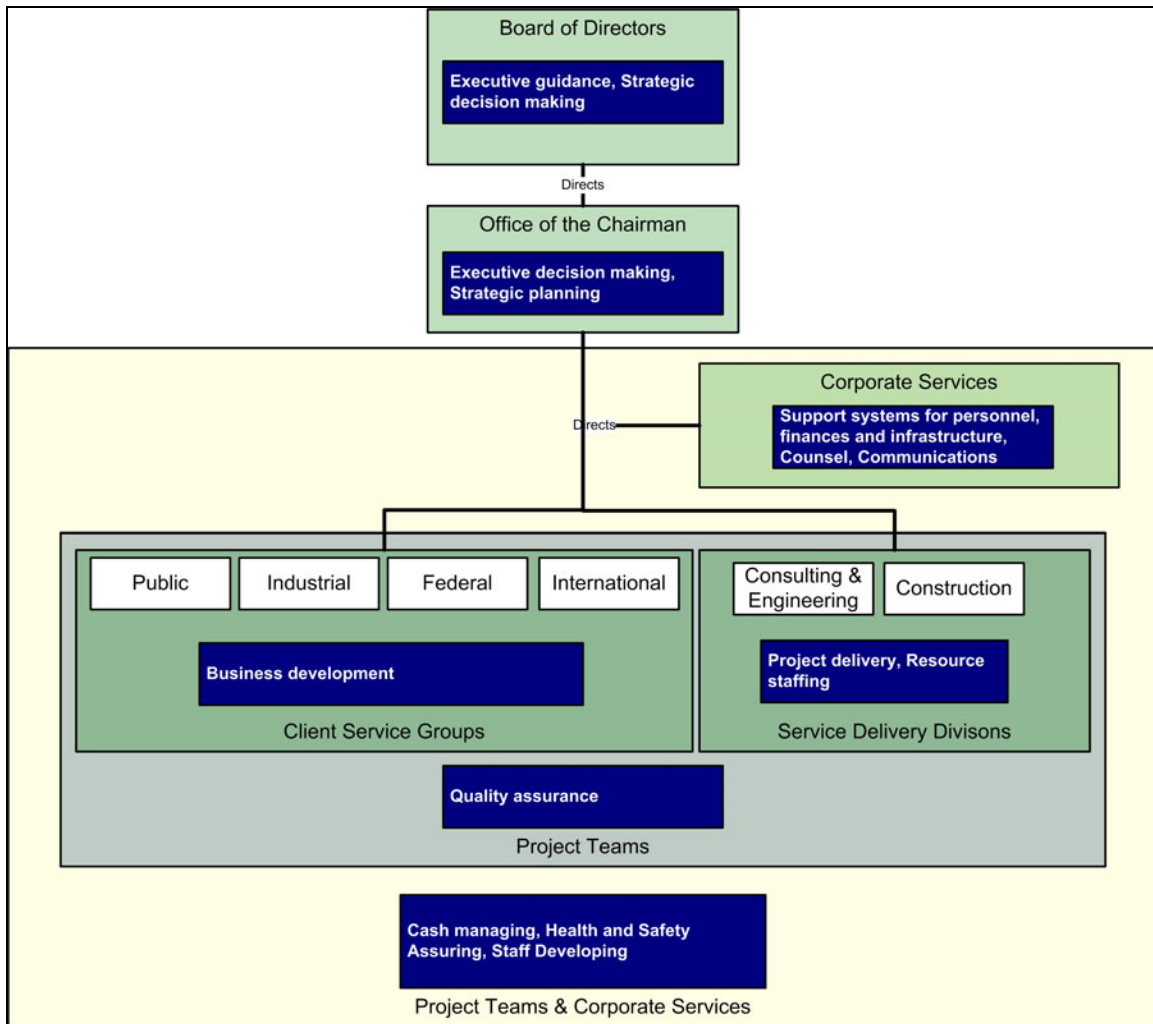 Board of Directors
Executive guidance, Strategic
decision making
Directs
Office of the Chairman
Executive decision making,
Strategic planning
Corporate Services
Directs
Support systems for personnel,
finances and infrastructure,
Counsel, Communications
Public
Industrial
Federal
International
Business development
Client Service Groups
Consulting &
Engineering
Construction
Project delivery, Resource
staffing
Service Delivery Divisons
Quality assurance
Project Teams
Cash managing, Health and Safety
Assuring, Staff Developing
Project Teams & Corporate Services